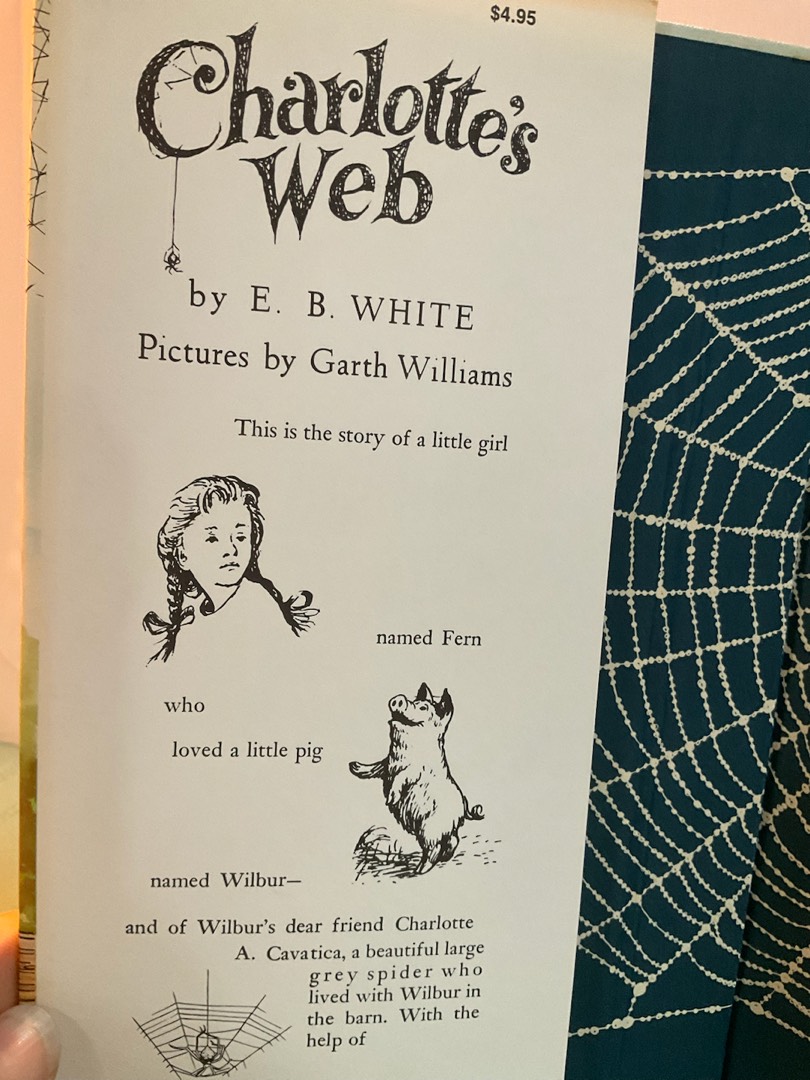 $4.95
Charlotte's
Web
by E. B. WHITE
Pictures by Garth Williams
This is the story of a little girl
named Fern
who
loved a little pig
named Wilbur—
and of Wilbur's dear friend Charlotte
A. Cavatica, a beautiful large
grey spider who
lived with Wilbur in
the barn. With the
help of